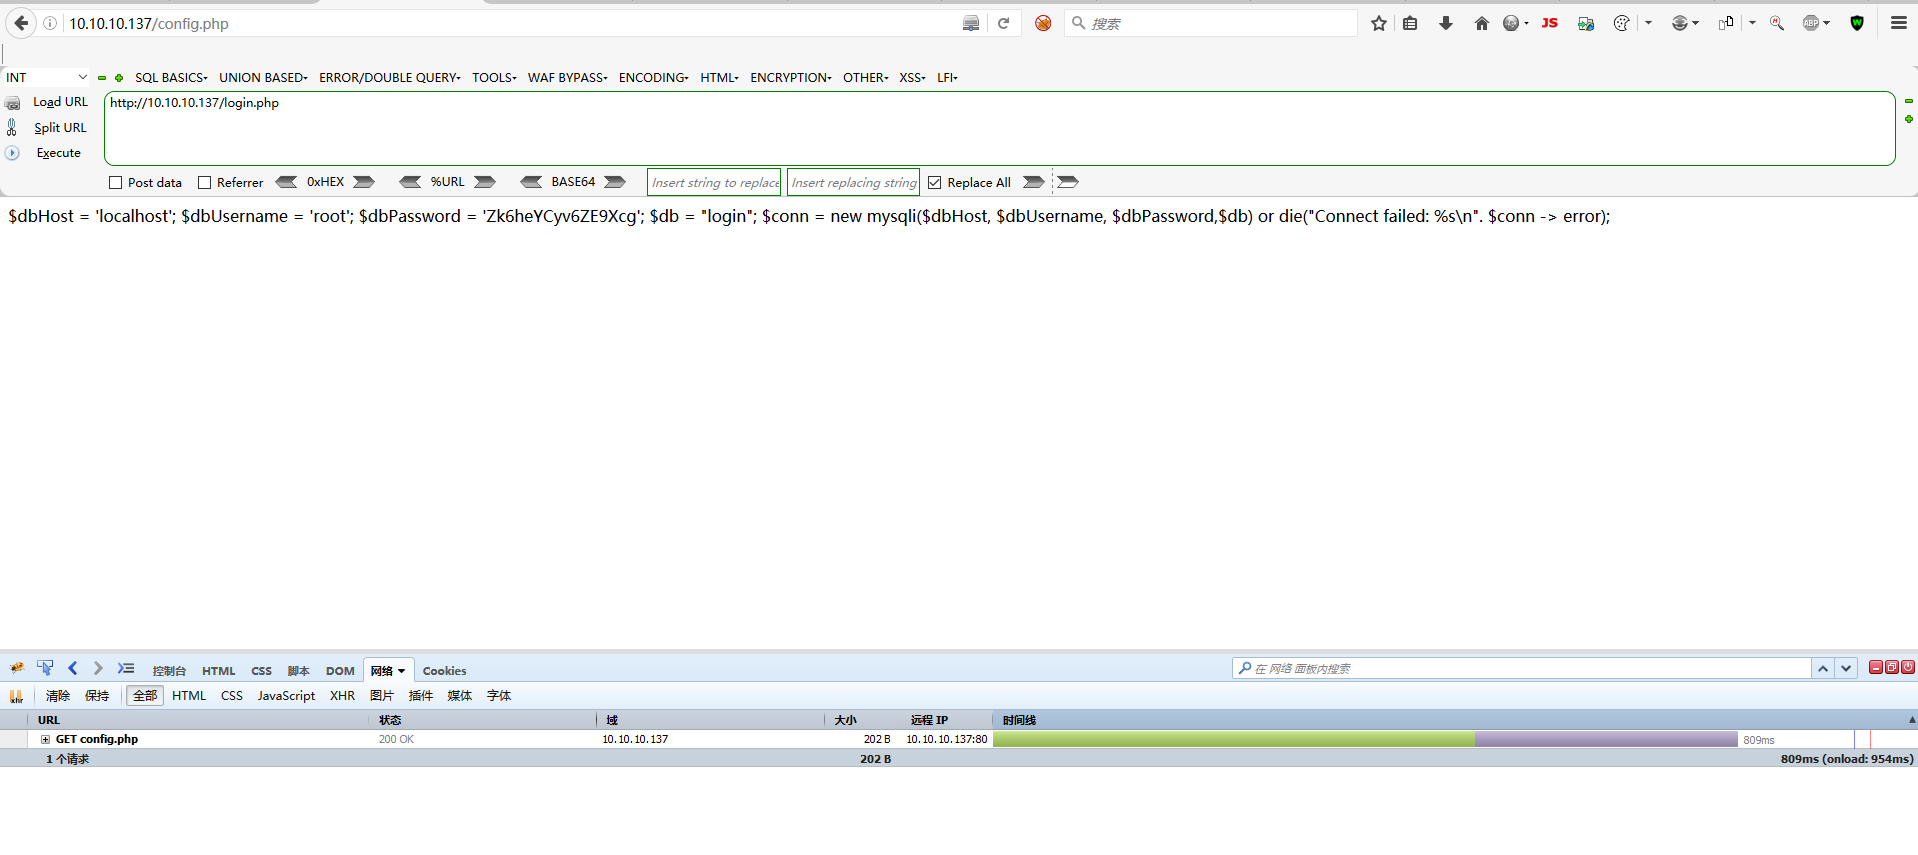 10.10.10.137/config.php
搜索
JS
ABP
INT
SQL BASICS
UNION BASED
ERROR/DOUBLE QUERY
TOOLS
WAF BYPASS
ENCODING
HTML
ENCRYPTION
OTHER
XSS
LFI
Load URL
http://10.10.10.137/login.php
Split URL
Execute
Post data
Referrer
0xHEX
%URL
BASE64
Insert string to replace
Insert replacing string
Replace All
$dbHost = 'localhost'; $dbUsername = 'root'; $dbPassword = 'Zk6heYCyv6ZE9Xcg'; $db = "login"; $conn = new mysqli($dbHost, $dbUsername, $dbPassword,$db) or die("Connect failed: %s\n". $conn -> error);
控制台
HTML
CSS
脚本
DOM
网络
Cookies
在 网络 面板内搜索
清除
保持
全部
HTML
CSS
JavaScript
XHR
图片
插件
媒体
字体
URL
状态
域
大小
远程 IP
时间线
GET config.php
200 OK
10.10.10.137
202 B
10.10.10.137:80
809ms
1 个请求
202 B
809ms (onload: 954ms)